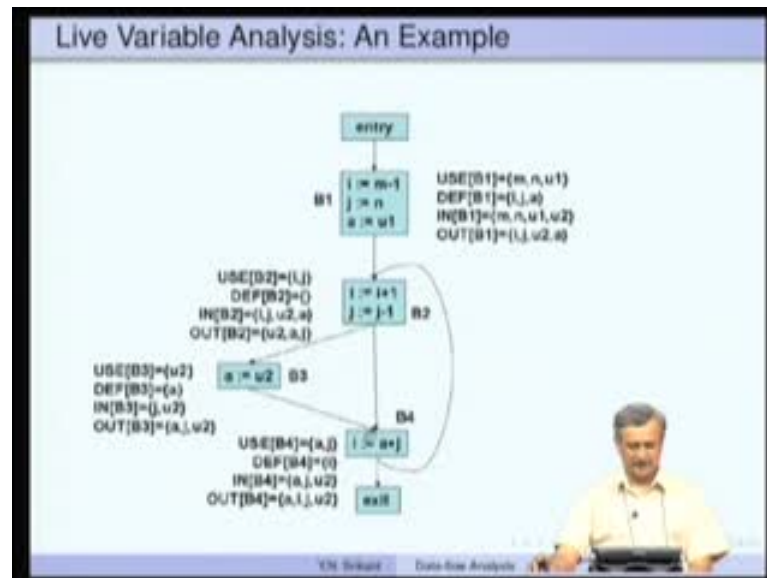 Live Variable Analysis: An Example
entry
B1
i := m-1
j := n
a := u1
USE[B1]={m,n,u1}
DEF[B1]={i,j,a}
IN[B1]={m,n,u1,u2}
OUT[B1]={i,j,u2,a}
USE[B2]={i,j}
DEF[B2]={}
IN[B2]={i,j,u2,a}
OUT[B2]={u2,a,j}
i := i+1
j := j-1
B2
USE[B3]={u2}
DEF[B3]={a}
IN[B3]={j,u2}
OUT[B3]={a,j,u2}
a := u2
B3
B4
USE[B4]={a,j}
DEF[B4]={i}
IN[B4]={a,j,u2}
OUT[B4]={a,i,j,u2}
i := a+j
exit
Y.N. Srikant
Data-flow Analysis